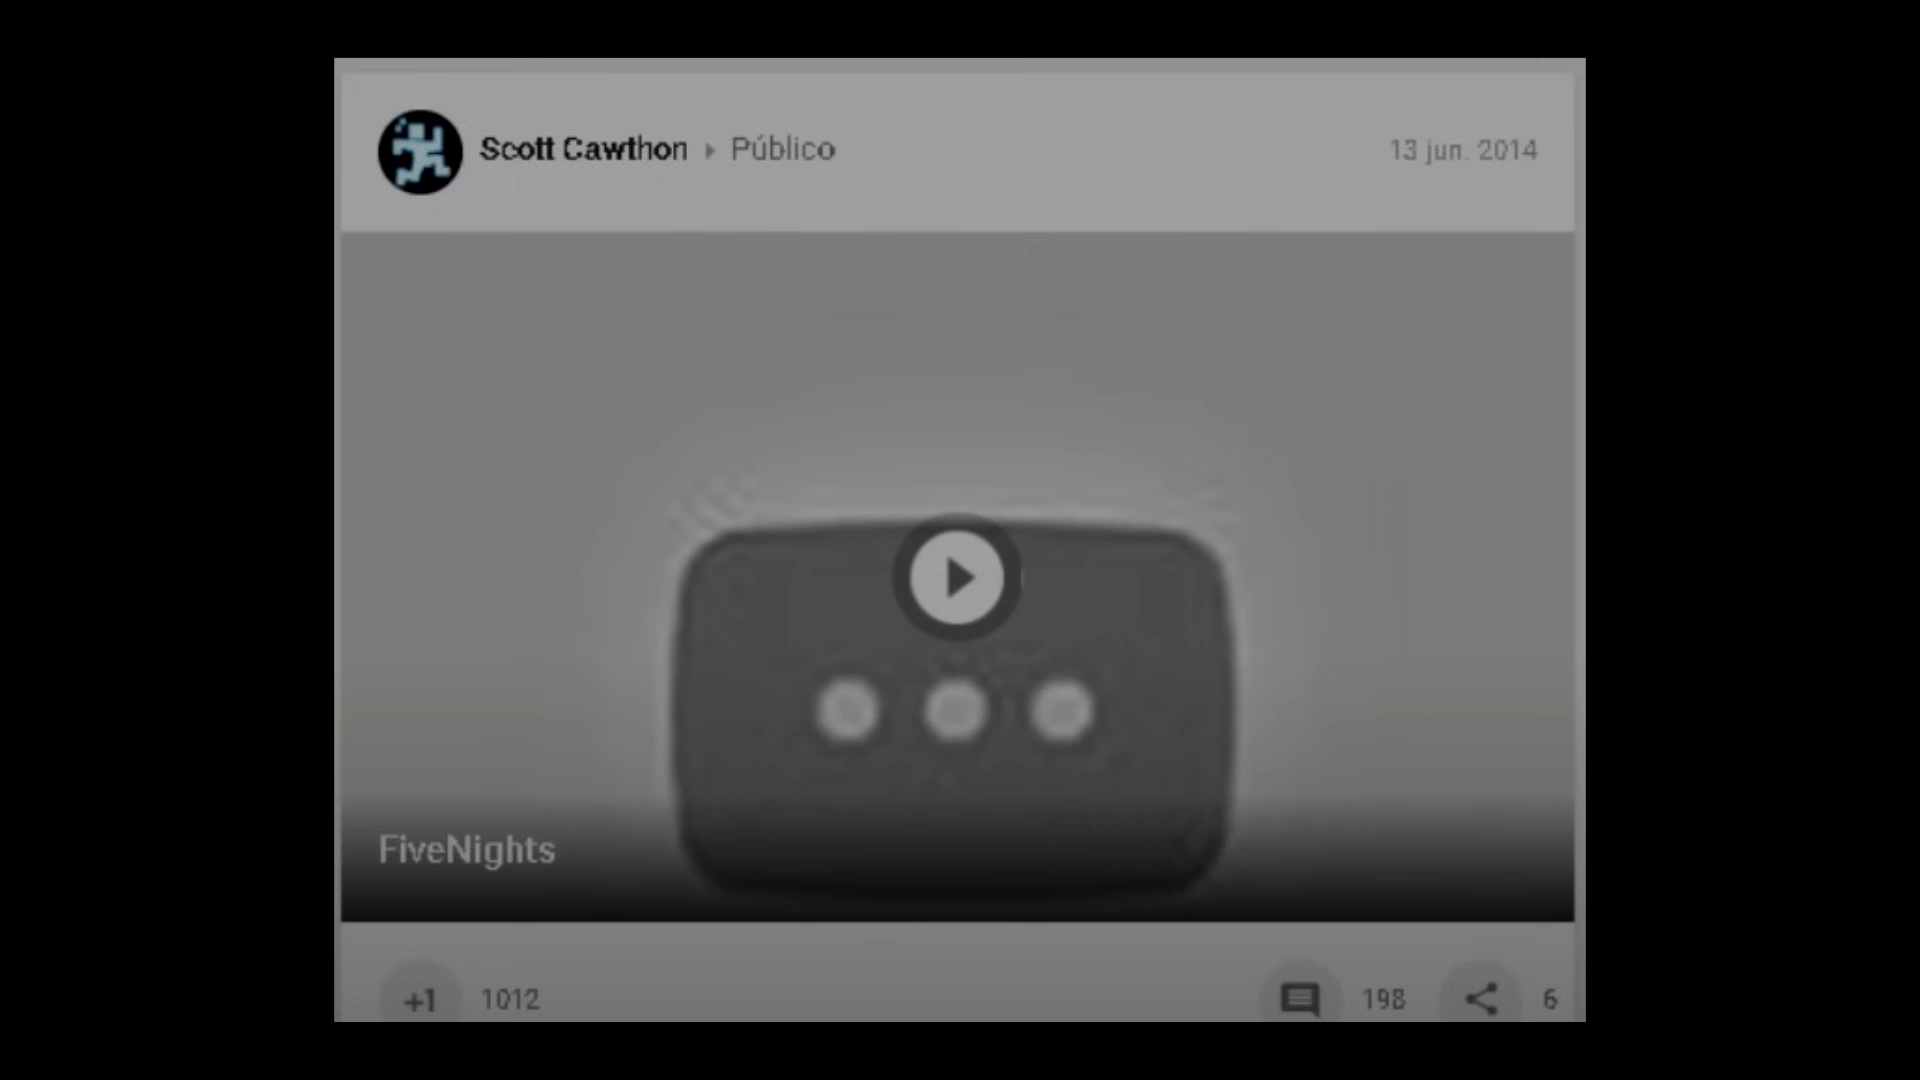 Scott Cawthon ▸ Público
13 jun. 2014
FiveNights
+1 1012
198
6